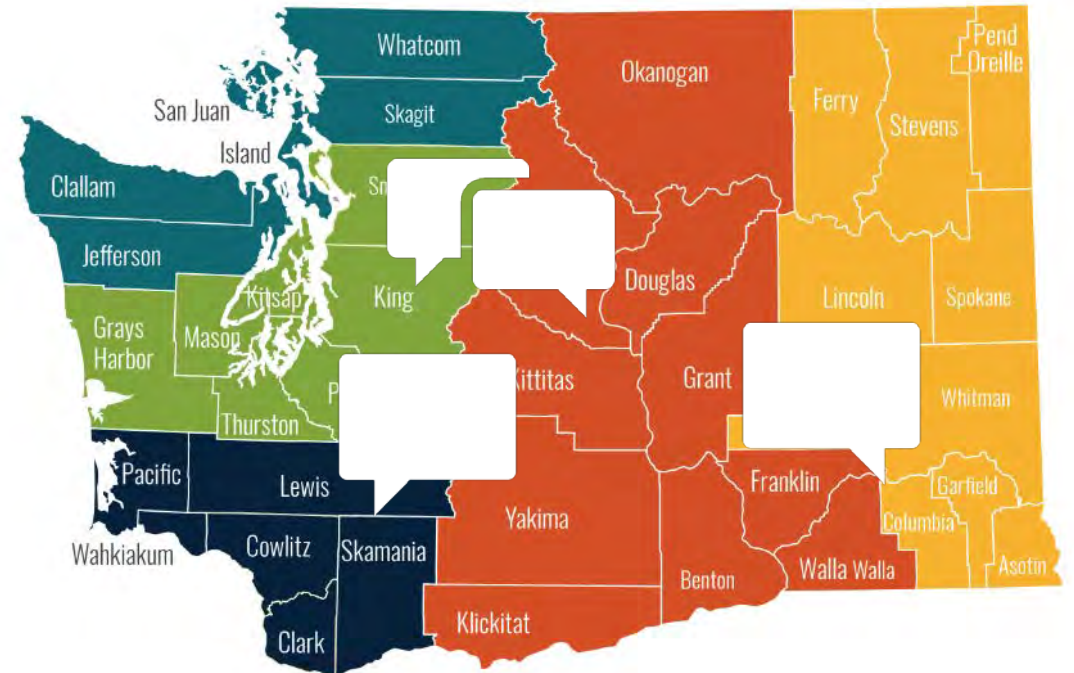 Whatcom
Okanogan
Pend
Oreille
Ferry
San Juan
Skagit
Stevens
Island
Clallam
Jefferson
Douglas
Kitsap
King
Lincoln
Spokane
Grays
Harbor
Mason
Grant
Whitman
Thurston
Pacific
Lewis
Franklin
Garfield
Yakima
Columbia
Wahkiakum
Cowlitz
Skamania
Benton
Walla Walla
Asotin
Klickitat
Clark